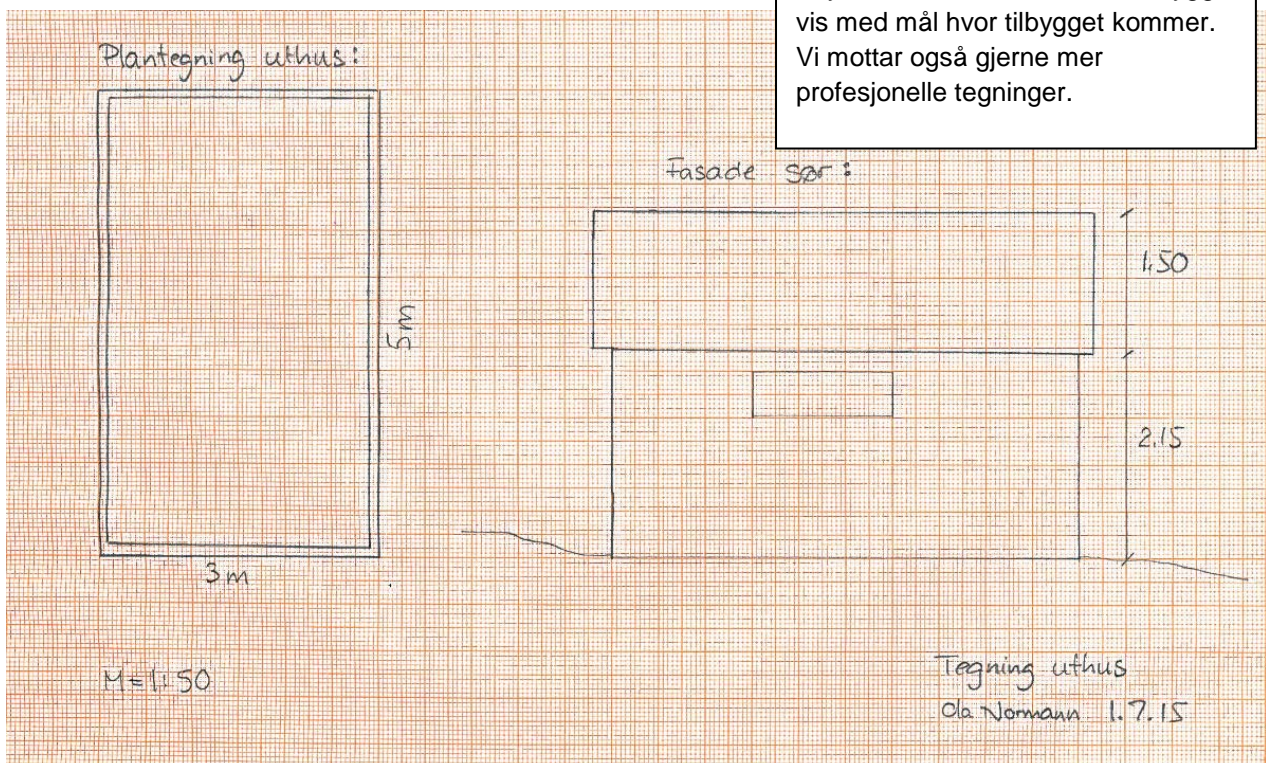 vis med mål hvor tilbygget kommer.
Vi mottar også gjerne mer
profesjonelle tegninger.
Plantegning uthus:
Fasade sør:
1.50
5m
2.15
3m
M=1:50
Tegning uthus
Ola Normann 1.7.15